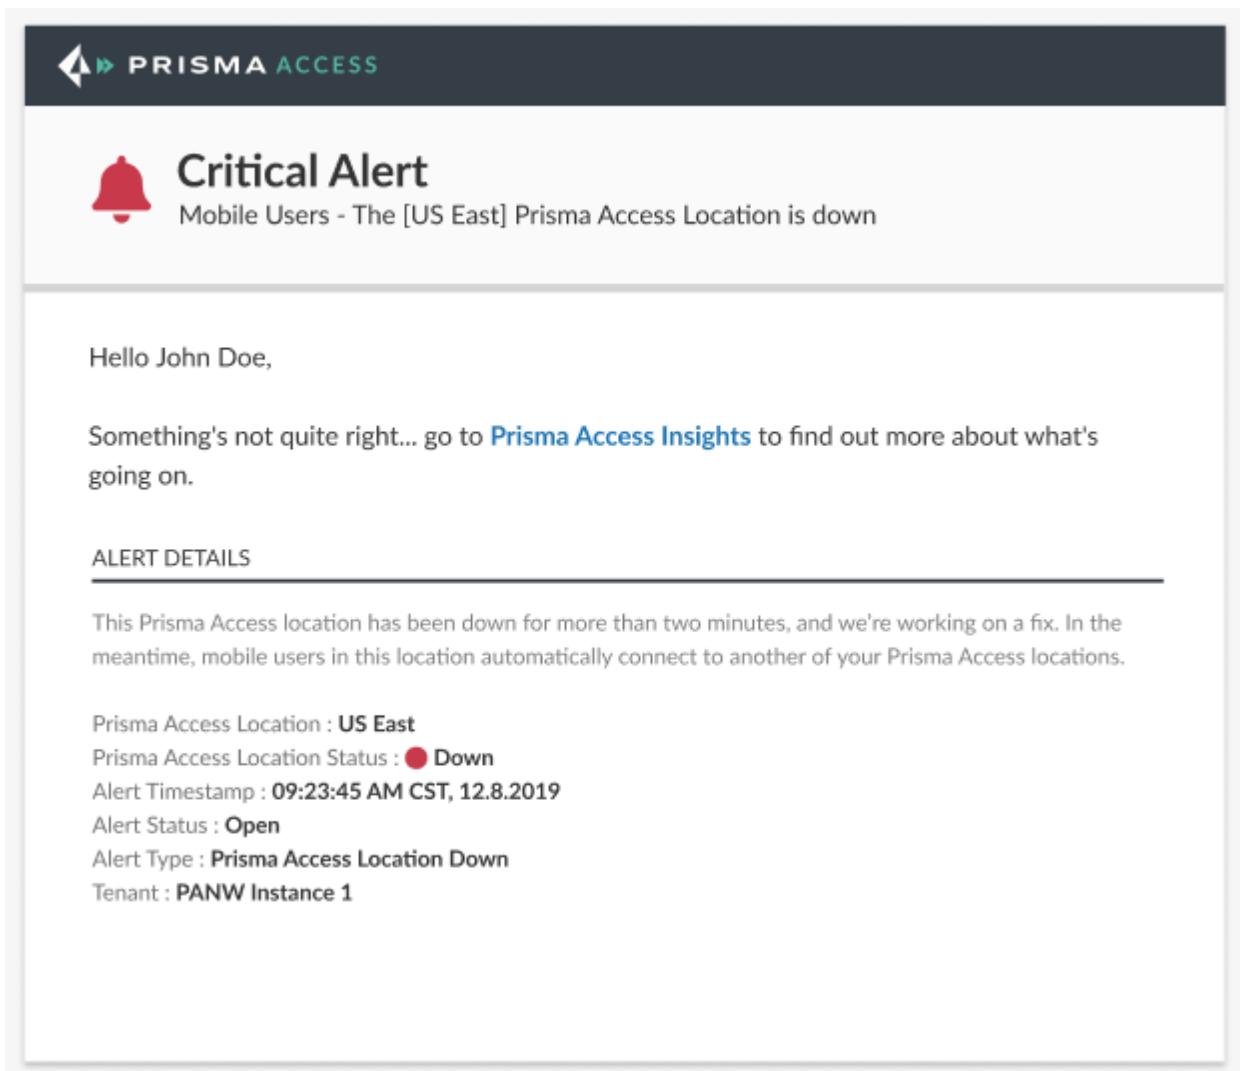 PRISMA ACCESS
Critical Alert
Mobile Users - The [US East] Prisma Access Location is down
Hello John Doe,
Something's not quite right... go to Prisma Access Insights to find out more about what's
going on.
ALERT DETAILS
This Prisma Access location has been down for more than two minutes, and we're working on a fix. In the
meantime, mobile users in this location automatically connect to another of your Prisma Access locations.
Prisma Access Location : US East
Prisma Access Location Status : Down
Alert Timestamp : 09:23:45 AM CST, 12.8.2019
Alert Status : Open
Alert Type : Prisma Access Location Down
Tenant : PANW Instance 1